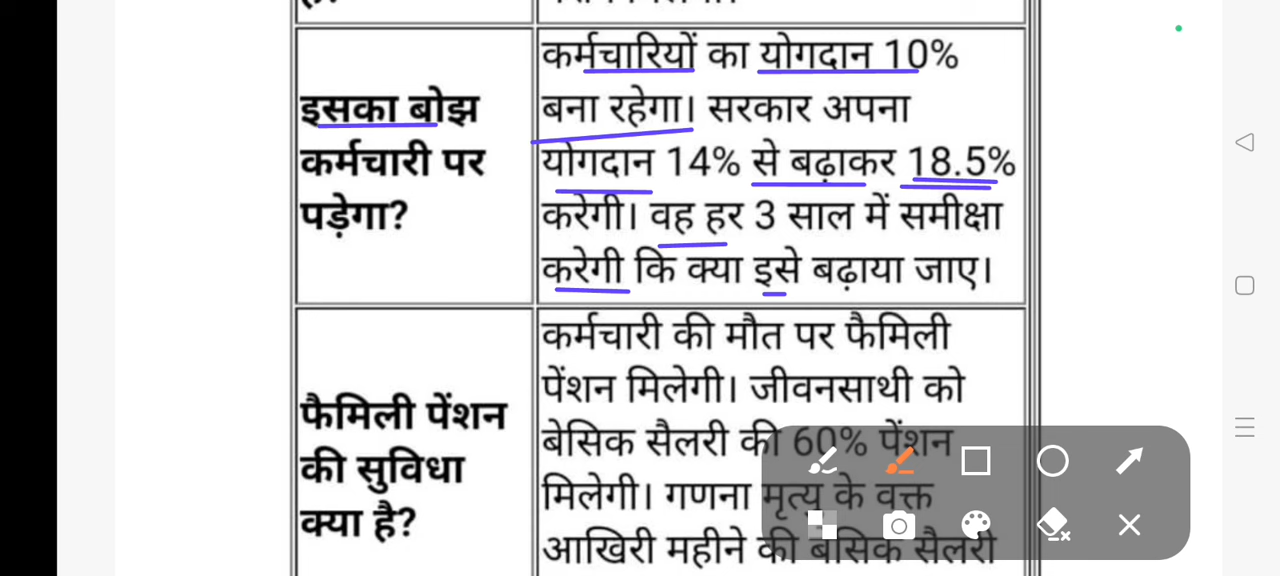 इसका बोझ
कर्मचारी पर
पड़ेगा?
कर्मचारियों का योगदान 10%
बना रहेगा। सरकार अपना
योगदान 14% से बढ़ाकर 18.5%
करेगी। वह हर 3 साल में समीक्षा
करेगी कि क्या इसे बढ़ाया जाए।
फैमिली पेंशन
की सुविधा
क्या है?
कर्मचारी की मौत पर फैमिली
पेंशन मिलेगी। जीवनसाथी को
बेसिक सैलरी की 60% पेंशन
मिलेगी। गणना मृत्यु के वक्त
आखिरी महीने की बेसिक सैलरी